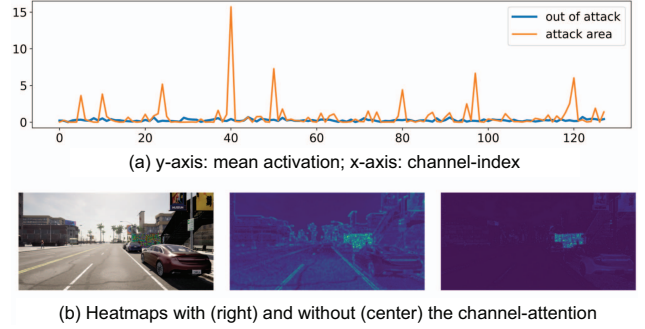 15
10
5
0
out of attack
attack area
0 20 40 60 80 100 120
(a) y-axis: mean activation; x-axis: channel-index
(b) Heatmaps with (right) and without (center) the channel-attention